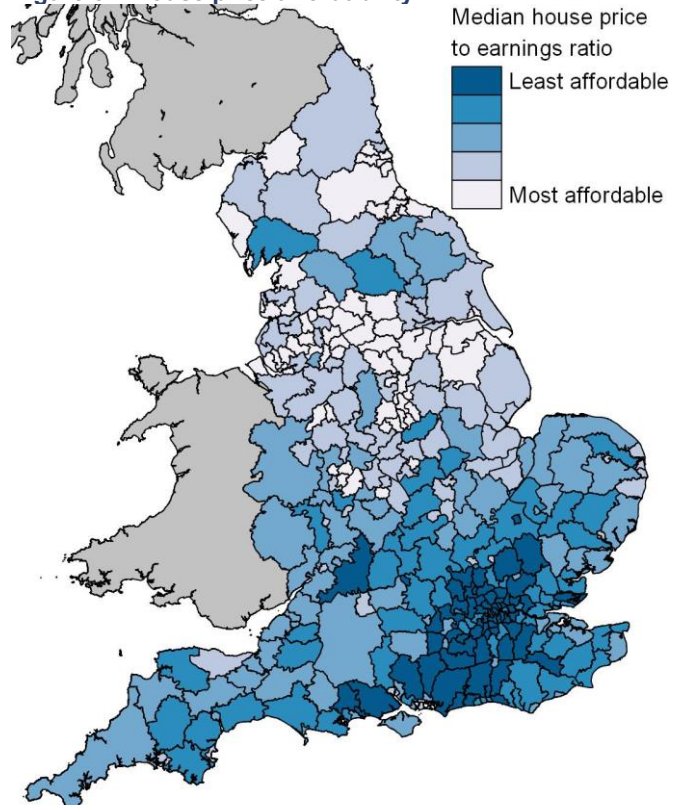 Median house price
to earnings ratio
Least affordable
Most affordable